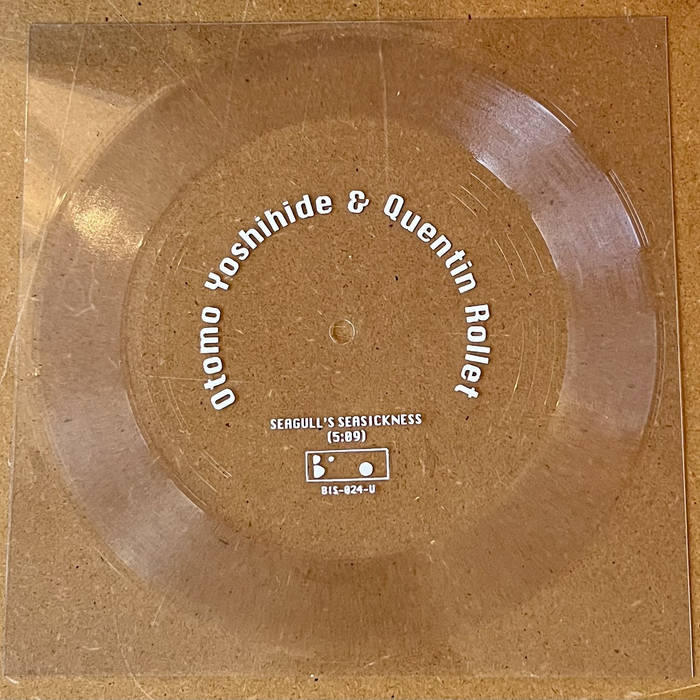 Otomo Yoshihide & Quentin Rollet
SEAGULL'S SEASICKNESS
(5:09)
BIS-024-U